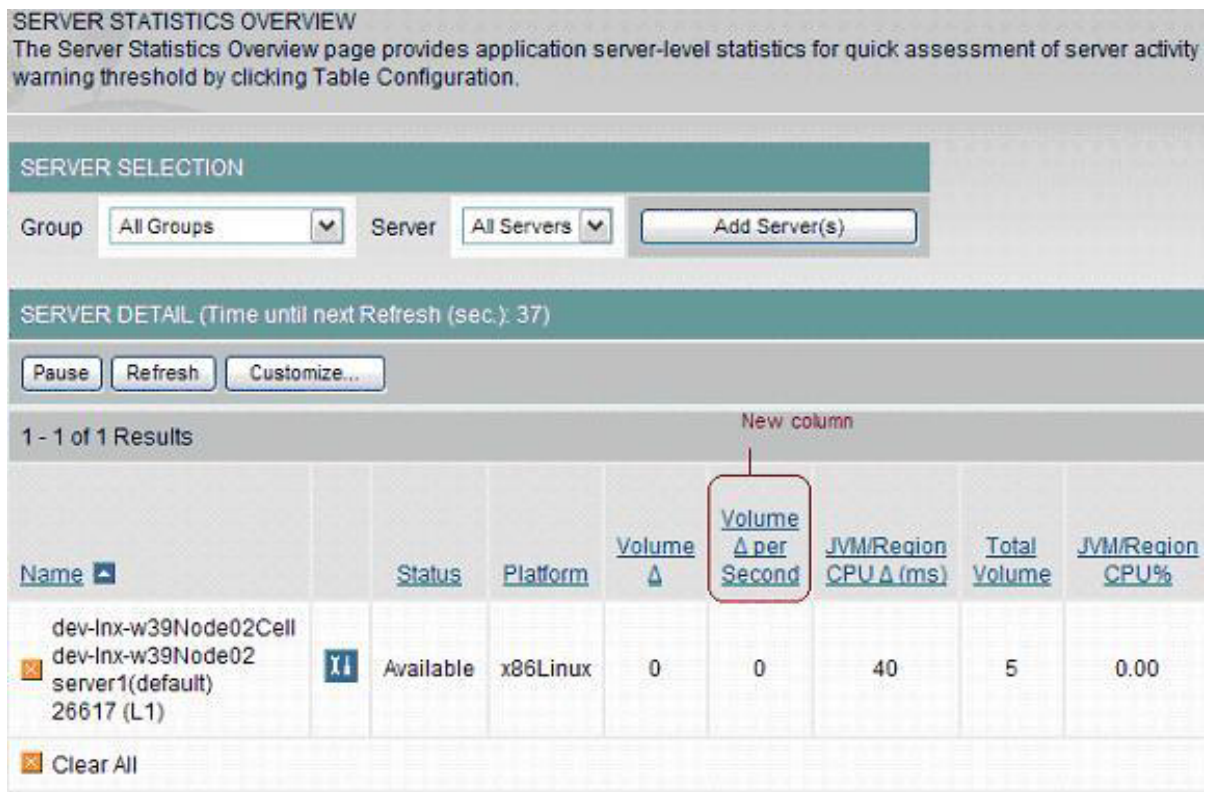 SERVER STATISTICS OVERVIEW
The Server Statistics Overview page provides application server-level statistics for quick assessment of server activity
warning threshold by clicking Table Configuration.
SERVER SELECTION
Group All Groups Server All Servers Add Server(s)
SERVER DETAIL (Time until next Refresh (sec.): 37)
Pause Refresh Customize...
New column
1 - 1 of 1 Results
Name Status Platform Volume Δ Volume Δ per Second JVM/Region CPU Δ (ms) Total Volume JVM/Region CPU%
dev-lnx-w39Node02Cell
dev-lnx-w39Node02
server1(default)
26617 (L1)
Available x86Linux 0 0 40 5 0.00
Clear All